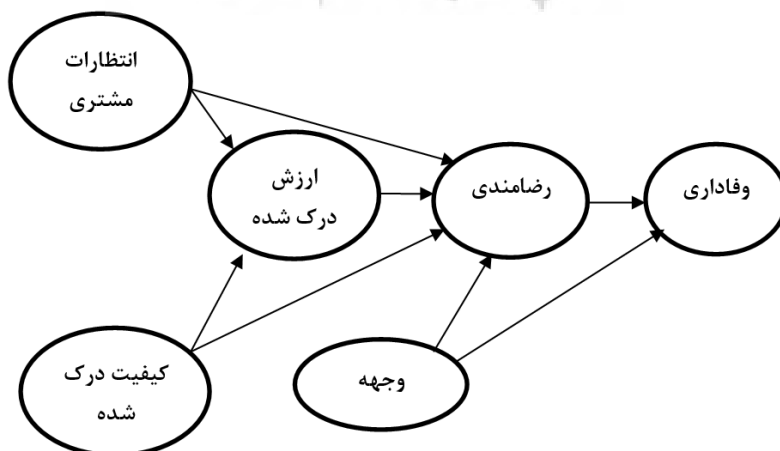 انتظارات
مشتری
ارزش
درک شده
رضامندی
وفاداری
کیفیت درک
شده
وجهه